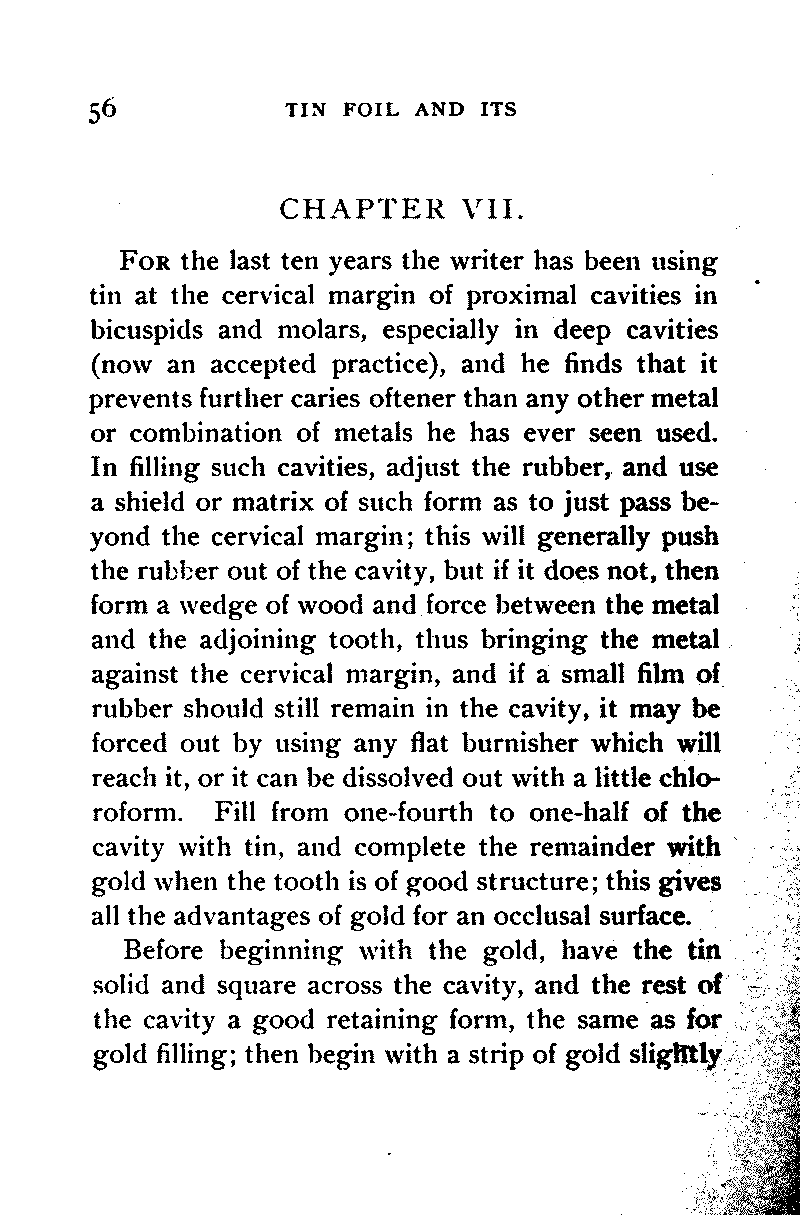 56 TIN FOIL AND ITS
CHAPTER VII.
FOR the last ten years the writer has been using
tin at the cervical margin of proximal cavities in
bicuspids and molars, especially in deep cavities
(now an accepted practice), and he finds that it
prevents further caries oftener than any other metal
or combination of metals he has ever seen used.
In filling such cavities, adjust the rubber, and use
a shield or matrix of such form as to just pass be-
yond the cervical margin; this will generally push
the rubber out of the cavity, but if it does not, then
form a wedge of wood and force between the metal
and the adjoining tooth, thus bringing the metal
against the cervical margin, and if a small film of
rubber should still remain in the cavity, it may be
forced out by using any flat burnisher which will
reach it, or it can be dissolved out with a little chlo-
roform. Fill from one-fourth to one-half of the
cavity with tin, and complete the remainder with
gold when the tooth is of good structure; this gives
all the advantages of gold for an occlusal surface.
Before beginning with the gold, have the tin
solid and square across the cavity, and the rest of
the cavity a good retaining form, the same as for
gold filling; then begin with a strip of gold slightly